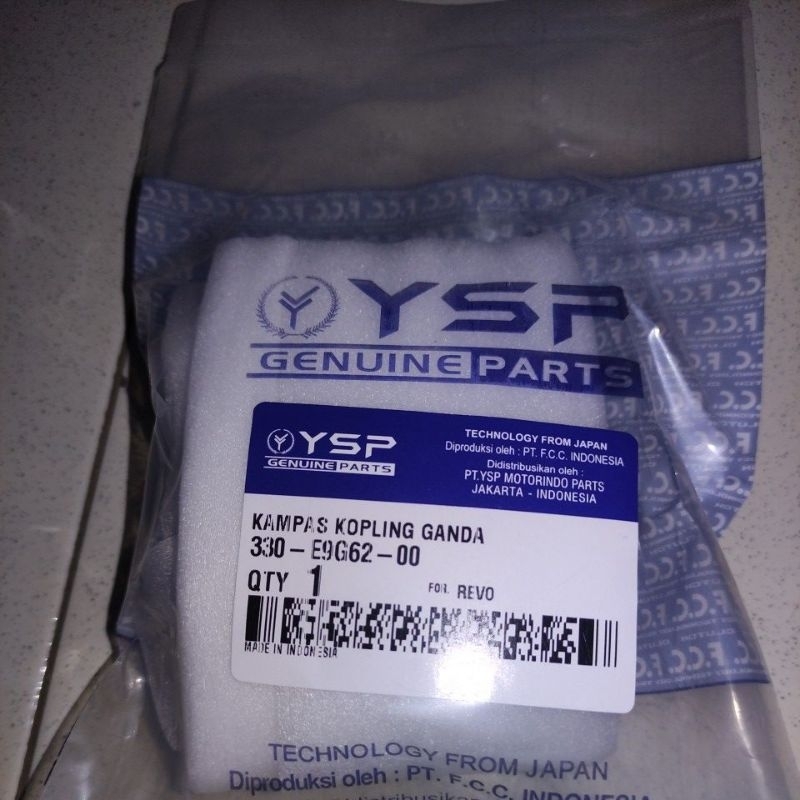 YSP
GENUINE PARTS
YSP
GENUINE PARTS
TECHNOLOGY FROM JAPAN
Diproduksi oleh : PT. F.C.C. INDONESIA
Didistribusikan oleh :
PT.YSP MOTORINDO PARTS
JAKARTA - INDONESIA
KAMPAS KOPLING GANDA
330-E9G62-00
QTY 1 FOR. REVO
MADE IN INDONESIA
TECHNOLOGY FROM JAPAN
Diproduksi oleh : PT. F.C.C. INDONESIA